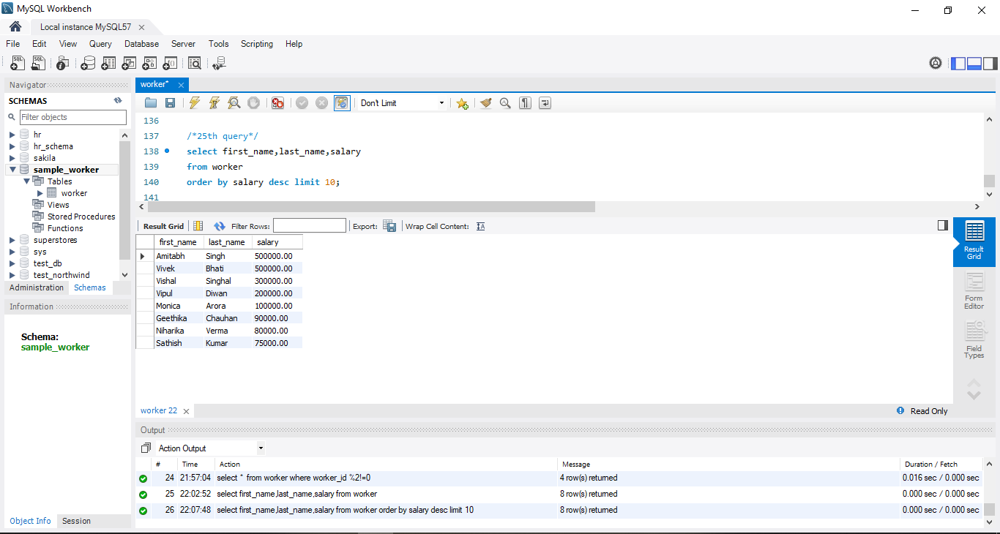 MySQL Workbench
Local instance MySQL57
File Edit View Query Database Server Tools Scripting Help
Navigator
SCHEMAS
Filter objects
hr
hr_schema
sakila
sample_worker
Tables
worker
Views
Stored Procedures
Functions
superstores
sys
test_db
test_northwind
Administration Schemas
Information
Schema:
sample_worker
Object Info Session
worker*
Don't Limit
136
137 /*25th query*/
138 select first_name,last_name,salary
139 from worker
140 order by salary desc limit 10;
141
Result Grid Filter Rows: Export: Wrap Cell Content:
first_name last_name salary
Amitabh Singh 500000.00
Vivek Bhati 500000.00
Vishal Singhal 300000.00
Vipul Diwan 200000.00
Monica Arora 100000.00
Geethika Chauhan 90000.00
Niharika Verma 80000.00
Sathish Kumar 75000.00
Result
Grid
Form
Editor
Field
Types
worker 22
Read Only
Output
Action Output
# Time Action Message Duration / Fetch
24 21:57:04 select * from worker where worker_id %2!=0 4 row(s) returned 0.016 sec / 0.000 sec
25 22:02:52 select first_name,last_name,salary from worker 8 row(s) returned 0.000 sec / 0.000 sec
26 22:07:48 select first_name,last_name,salary from worker order by salary desc limit 10 8 row(s) returned 0.000 sec / 0.000 sec